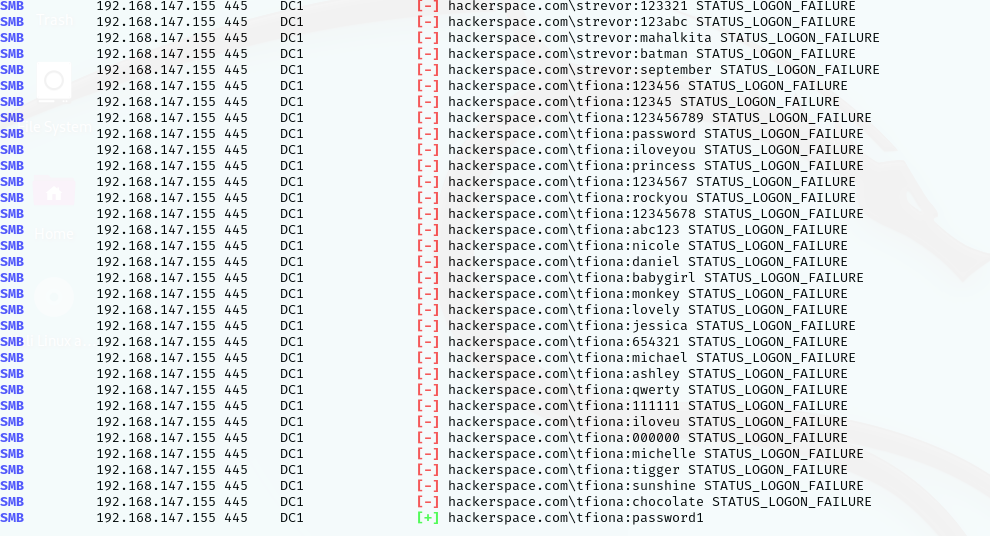 SMB 192.168.147.155 445 DC1 [-] hackerspace.com\strevor:123321 STATUS_LOGON_FAILURE
SMB 192.168.147.155 445 DC1 [-] hackerspace.com\strevor:123abc STATUS_LOGON_FAILURE
SMB 192.168.147.155 445 DC1 [-] hackerspace.com\strevor:mahalkita STATUS_LOGON_FAILURE
SMB 192.168.147.155 445 DC1 [-] hackerspace.com\strevor:batman STATUS_LOGON_FAILURE
SMB 192.168.147.155 445 DC1 [-] hackerspace.com\strevor:september STATUS_LOGON_FAILURE
SMB 192.168.147.155 445 DC1 [-] hackerspace.com\tfiona:123456 STATUS_LOGON_FAILURE
SMB 192.168.147.155 445 DC1 [-] hackerspace.com\tfiona:12345 STATUS_LOGON_FAILURE
SMB 192.168.147.155 445 DC1 [-] hackerspace.com\tfiona:123456789 STATUS_LOGON_FAILURE
SMB 192.168.147.155 445 DC1 [-] hackerspace.com\tfiona:password STATUS_LOGON_FAILURE
SMB 192.168.147.155 445 DC1 [-] hackerspace.com\tfiona:iloveyou STATUS_LOGON_FAILURE
SMB 192.168.147.155 445 DC1 [-] hackerspace.com\tfiona:princess STATUS_LOGON_FAILURE
SMB 192.168.147.155 445 DC1 [-] hackerspace.com\tfiona:1234567 STATUS_LOGON_FAILURE
SMB 192.168.147.155 445 DC1 [-] hackerspace.com\tfiona:rockyou STATUS_LOGON_FAILURE
SMB 192.168.147.155 445 DC1 [-] hackerspace.com\tfiona:12345678 STATUS_LOGON_FAILURE
SMB 192.168.147.155 445 DC1 [-] hackerspace.com\tfiona:abc123 STATUS_LOGON_FAILURE
SMB 192.168.147.155 445 DC1 [-] hackerspace.com\tfiona:nicole STATUS_LOGON_FAILURE
SMB 192.168.147.155 445 DC1 [-] hackerspace.com\tfiona:daniel STATUS_LOGON_FAILURE
SMB 192.168.147.155 445 DC1 [-] hackerspace.com\tfiona:babygirl STATUS_LOGON_FAILURE
SMB 192.168.147.155 445 DC1 [-] hackerspace.com\tfiona:monkey STATUS_LOGON_FAILURE
SMB 192.168.147.155 445 DC1 [-] hackerspace.com\tfiona:lovely STATUS_LOGON_FAILURE
SMB 192.168.147.155 445 DC1 [-] hackerspace.com\tfiona:jessica STATUS_LOGON_FAILURE
SMB 192.168.147.155 445 DC1 [-] hackerspace.com\tfiona:654321 STATUS_LOGON_FAILURE
SMB 192.168.147.155 445 DC1 [-] hackerspace.com\tfiona:michael STATUS_LOGON_FAILURE
SMB 192.168.147.155 445 DC1 [-] hackerspace.com\tfiona:ashley STATUS_LOGON_FAILURE
SMB 192.168.147.155 445 DC1 [-] hackerspace.com\tfiona:qwerty STATUS_LOGON_FAILURE
SMB 192.168.147.155 445 DC1 [-] hackerspace.com\tfiona:111111 STATUS_LOGON_FAILURE
SMB 192.168.147.155 445 DC1 [-] hackerspace.com\tfiona:iloveu STATUS_LOGON_FAILURE
SMB 192.168.147.155 445 DC1 [-] hackerspace.com\tfiona:000000 STATUS_LOGON_FAILURE
SMB 192.168.147.155 445 DC1 [-] hackerspace.com\tfiona:michelle STATUS_LOGON_FAILURE
SMB 192.168.147.155 445 DC1 [-] hackerspace.com\tfiona:tigger STATUS_LOGON_FAILURE
SMB 192.168.147.155 445 DC1 [-] hackerspace.com\tfiona:sunshine STATUS_LOGON_FAILURE
SMB 192.168.147.155 445 DC1 [-] hackerspace.com\tfiona:chocolate STATUS_LOGON_FAILURE
SMB 192.168.147.155 445 DC1 [+] hackerspace.com\tfiona:password1
Trash
System
Home